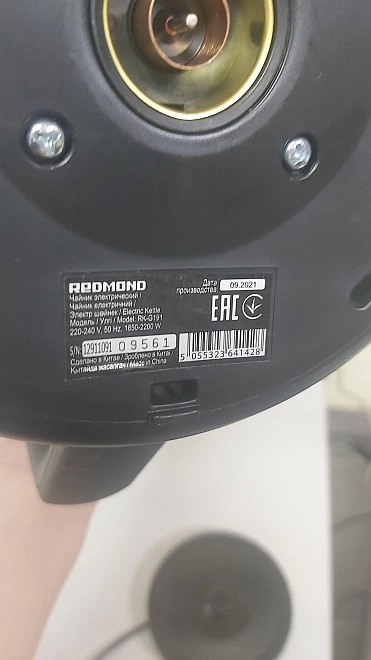 REDMOND
Чайник электрический /
Чайник електричний /
Электр шейнек / Electric Kettle
Модель / Үлгі / Model: RK-G191
220-240 V, 50 Hz, 1850-2200 W
Дата
производства:
09.2021
EAC
S/N: 12911091 09561
Сделано в Китае / Зроблено в Китаї
Қытайда жасалған / Made in China
5 055323 641428